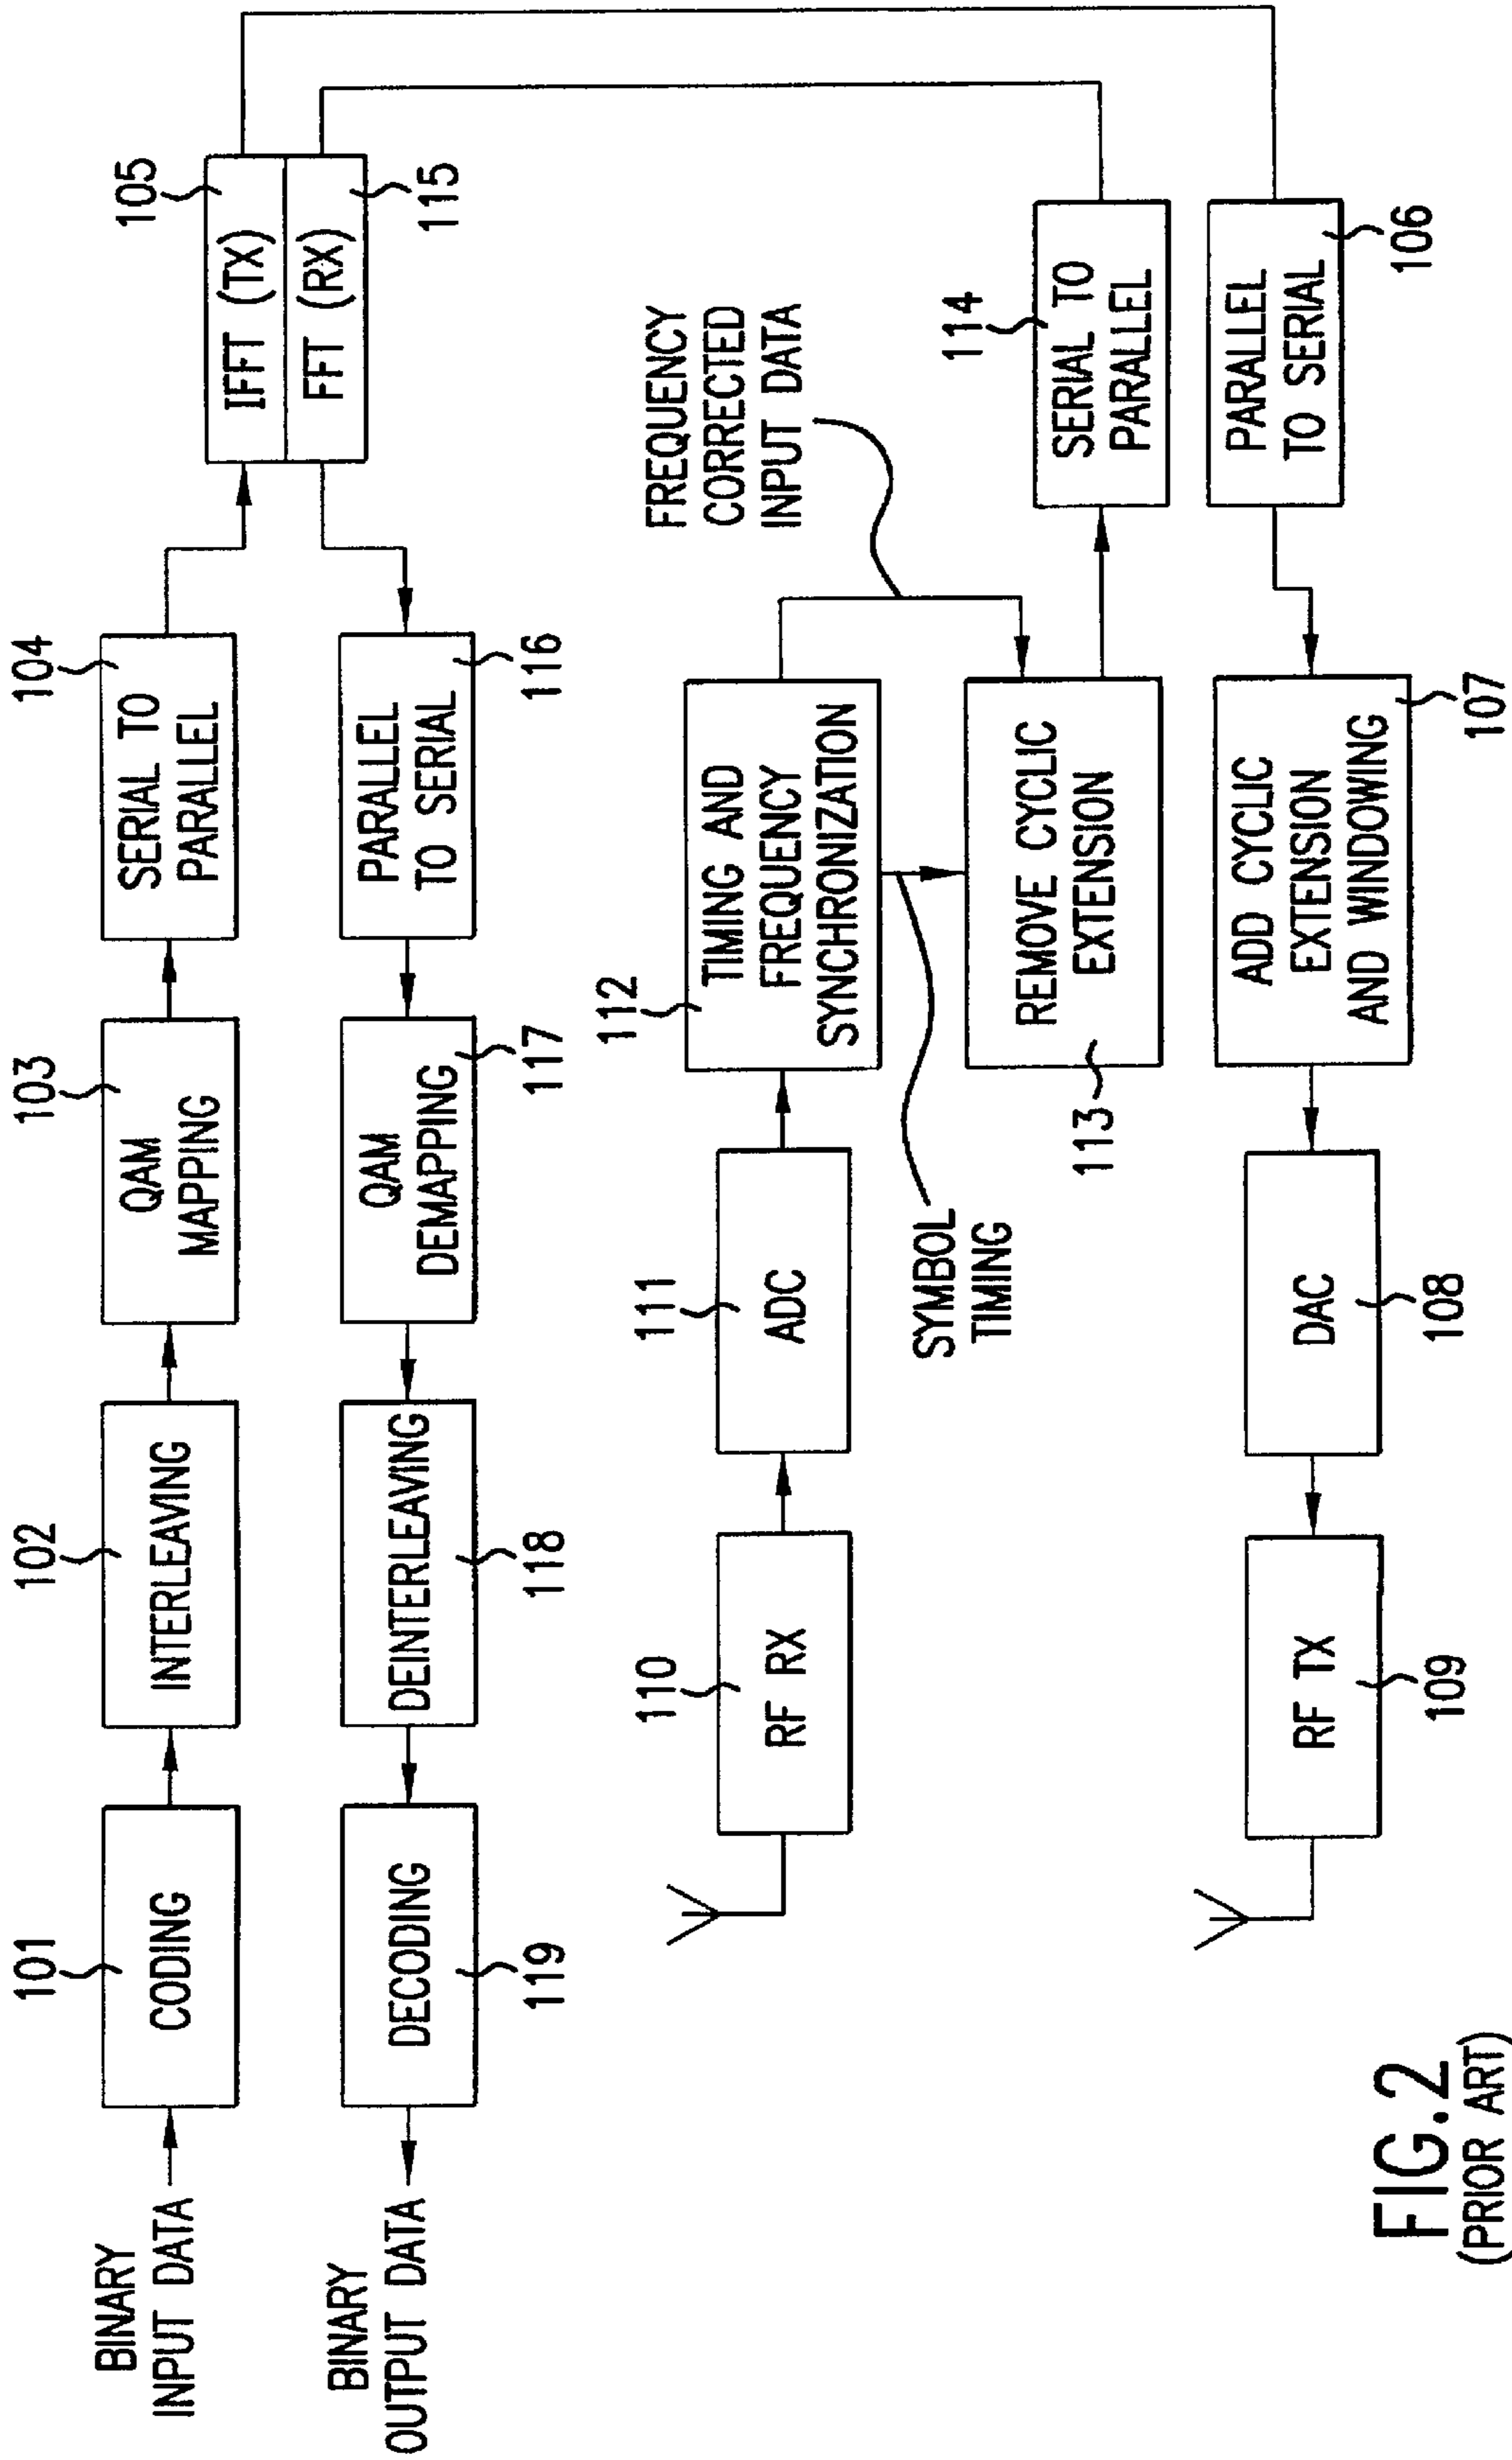 BINARY
INPUT DATA
101
CODING
102
INTERLEAVING
103
QAM
MAPPING
104
SERIAL TO
PARALLEL
105
IFFT (TX)
FFT (RX)
115
BINARY
OUTPUT DATA
DECODING
119
DEINTERLEAVING
118
QAM
DEMAPPING
117
PARALLEL
TO SERIAL
116
110
RF RX
111
ADC
112
TIMING AND
FREQUENCY
SYNCHRONIZATION
FREQUENCY
CORRECTED
INPUT DATA
SYMBOL
TIMING
113
REMOVE CYCLIC
EXTENSION
114
SERIAL TO
PARALLEL
RF TX
109
DAC
108
ADD CYCLIC
EXTENSION
AND WINDOWING
107
PARALLEL
TO SERIAL
106
FIG.2
(PRIOR ART)